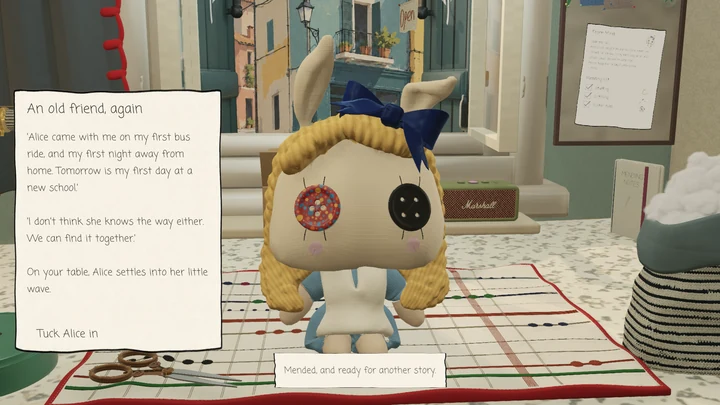 Open
An old friend, again
'Alice came with me on my first bus
ride, and my first night away from
home. Tomorrow is my first day at a
new school.'
'I don't think she knows the way either.
We can find it together.'
On your table, Alice settles into her little
wave.
Tuck Alice in
Marshall
Mended, and ready for another story.